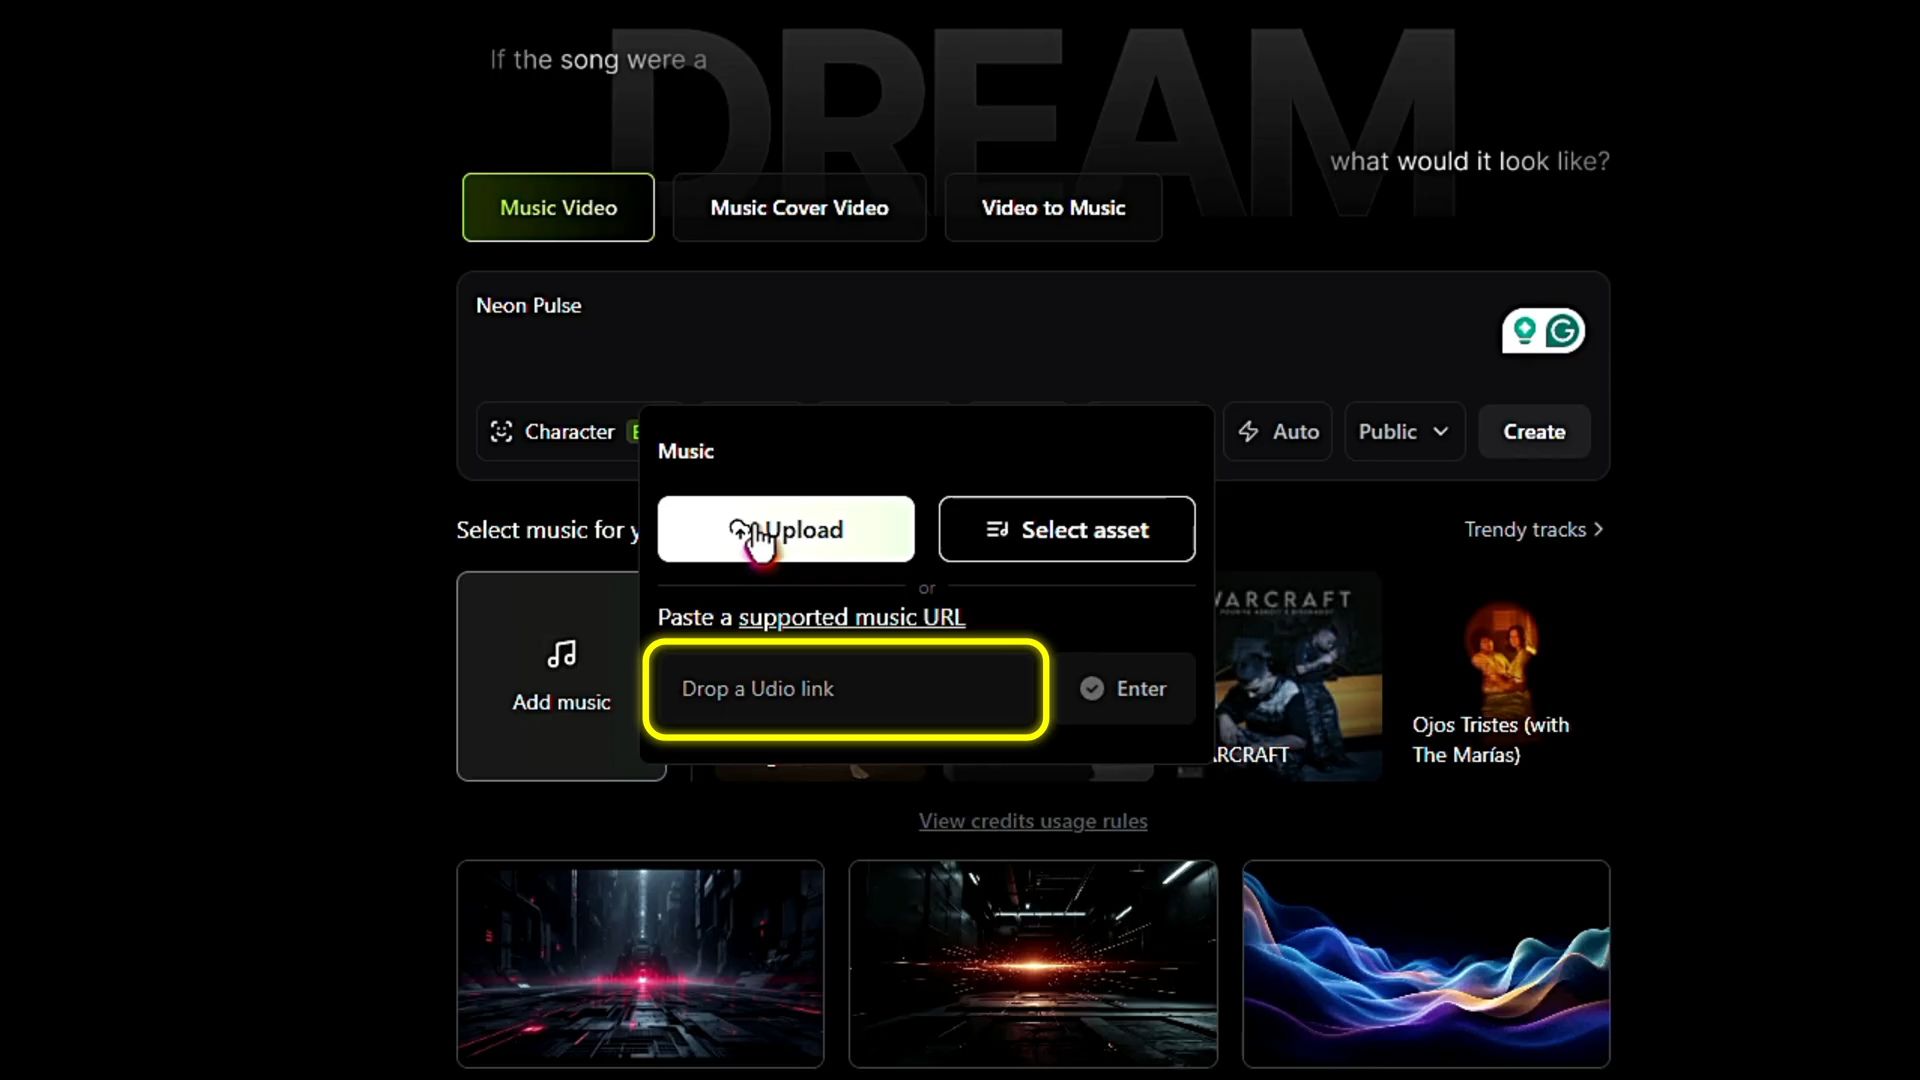 DREAM
If the song were a
what would it look like?
Music Video
Music Cover Video
Video to Music
Neon Pulse
Character
Auto
Public
Create
Music
Upload
Select asset
or
Paste a supported music URL
Drop a Udio link
Enter
Select music for
Trendy tracks >
Add music
WARCRAFT
RCRAFT
Ojos Tristes (with
The Marías)
View credits usage rules